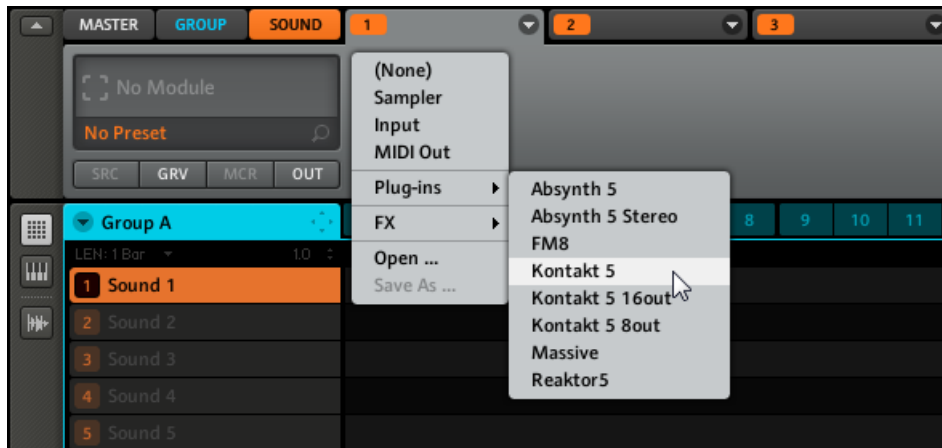 MASTER GROUP SOUND 1 2 3
No Module
No Preset
SRC GRV MCR OUT
(None)
Sampler
Input
MIDI Out
Plug-ins
FX
Open ...
Save As ...
Absynth 5
Absynth 5 Stereo
FM8
Kontakt 5
Kontakt 5 16out
Kontakt 5 8out
Massive
Reaktor5
Group A
8 9 10 11
LEN: 1 Bar 1.0
1 Sound 1
2 Sound 2
3 Sound 3
4 Sound 4
5 Sound 5